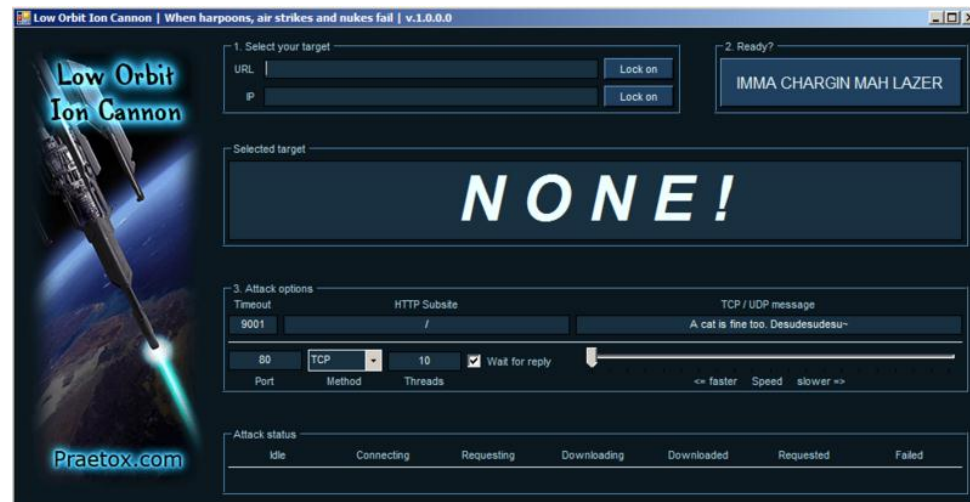 Low Orbit Ion Cannon | When harpoons, air strikes and nukes fail | v.1.0.0.0
Low Orbit
Ion Cannon
1. Select your target
URL
Lock on
IP
Lock on
2. Ready?
IMMA CHARGIN MAH LAZER
Selected target
NONE!
3. Attack options
Timeout HTTP Subsite TCP / UDP message
9001 / A cat is fine too. Desudesudesu~
80 TCP 10 Wait for reply
Port Method Threads <= faster Speed slower =>
Attack status
Idle Connecting Requesting Downloading Downloaded Requested Failed
Praetox.com